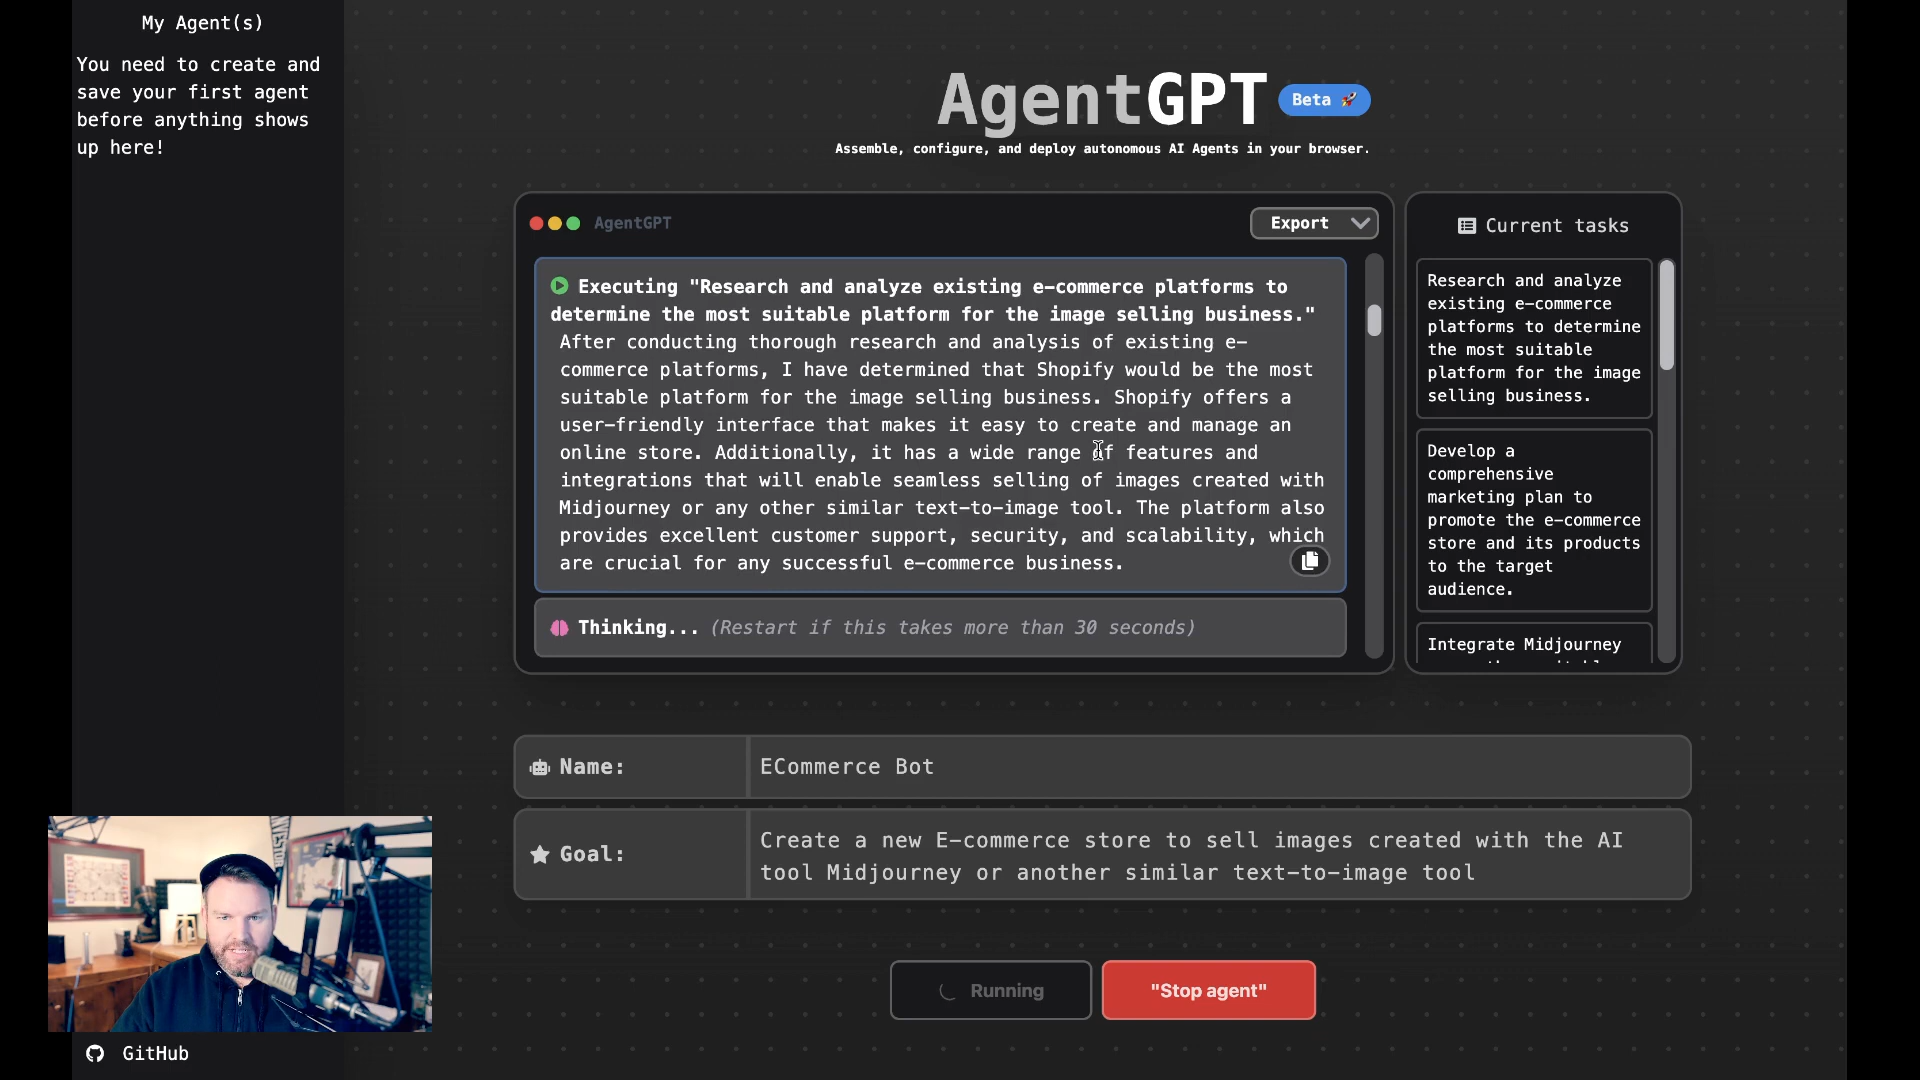 My Agent(s)
You need to create and
save your first agent
before anything shows
up here!
AgentGPT
Beta 🚀
Assemble, configure, and deploy autonomous AI Agents in your browser.
AgentGPT
Export
Executing "Research and analyze existing e-commerce platforms to
determine the most suitable platform for the image selling business."
After conducting thorough research and analysis of existing e-
commerce platforms, I have determined that Shopify would be the most
suitable platform for the image selling business. Shopify offers a
user-friendly interface that makes it easy to create and manage an
online store. Additionally, it has a wide range of features and
integrations that will enable seamless selling of images created with
Midjourney or any other similar text-to-image tool. The platform also
provides excellent customer support, security, and scalability, which
are crucial for any successful e-commerce business.
Thinking... (Restart if this takes more than 30 seconds)
Current tasks
Research and analyze
existing e-commerce
platforms to determine
the most suitable
platform for the image
selling business.
Develop a
comprehensive
marketing plan to
promote the e-commerce
store and its products
to the target
audience.
Integrate Midjourney
Name:
ECommerce Bot
Goal:
Create a new E-commerce store to sell images created with the AI
tool Midjourney or another similar text-to-image tool
Running
"Stop agent"
GitHub